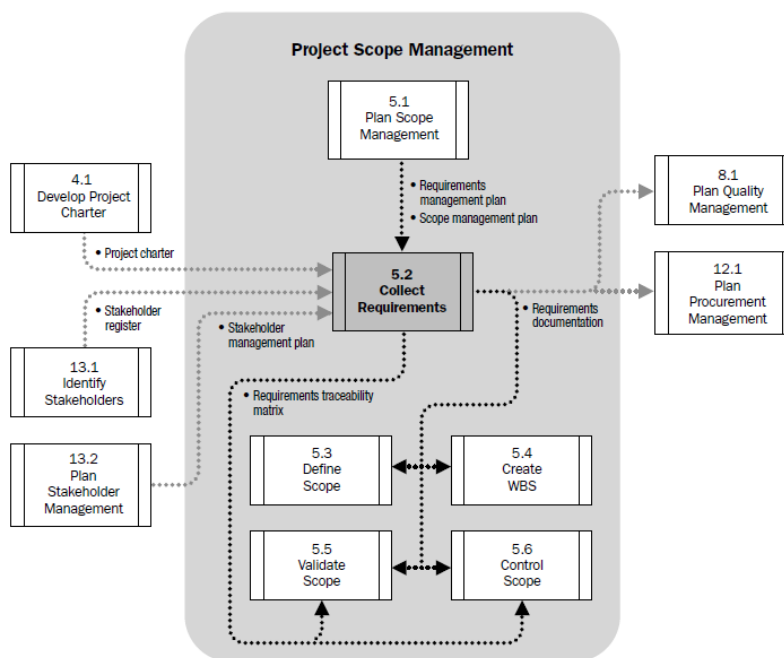 Project Scope Management
5.1
Plan Scope
Management
4.1
Develop Project
Charter
8.1
Plan Quality
Management
• Requirements
management plan
• Scope management plan
• Project charter
5.2
Collect
Requirements
12.1
Plan
Procurement
Management
• Stakeholder
register
• Stakeholder
management plan
• Requirements
documentation
13.1
Identify
Stakeholders
• Requirements traceability
matrix
13.2
Plan
Stakeholder
Management
5.3
Define
Scope
5.4
Create
WBS
5.5
Validate
Scope
5.6
Control
Scope